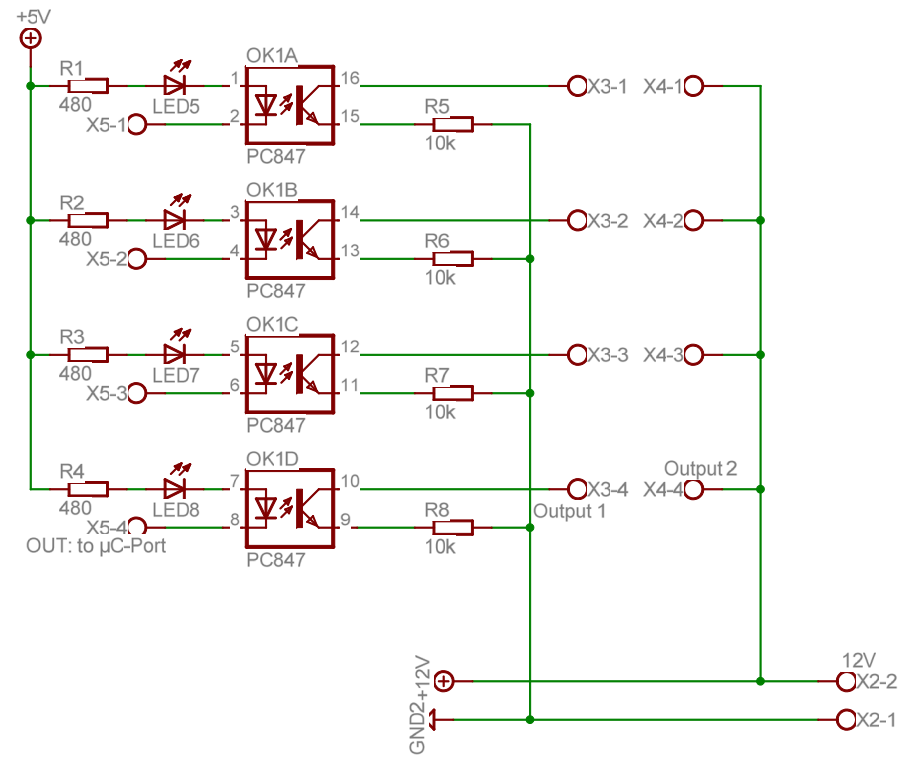 +5V
OK1A
R1
1
16
X3-1
X4-1
480
LED5
R5
X5-1
2
15
10k
PC847
OK1B
R2
3
14
X3-2
X4-2
480
LED6
R6
X5-2
4
13
10k
PC847
OK1C
R3
5
12
X3-3
X4-3
480
LED7
R7
X5-3
6
11
10k
PC847
OK1D
R4
7
10
X3-4
X4-4
Output 2
480
LED8
R8
Output 1
X5-4
8
9
OUT: to µC-Port
10k
PC847
12V
+12V
X2-2
GND2
X2-1